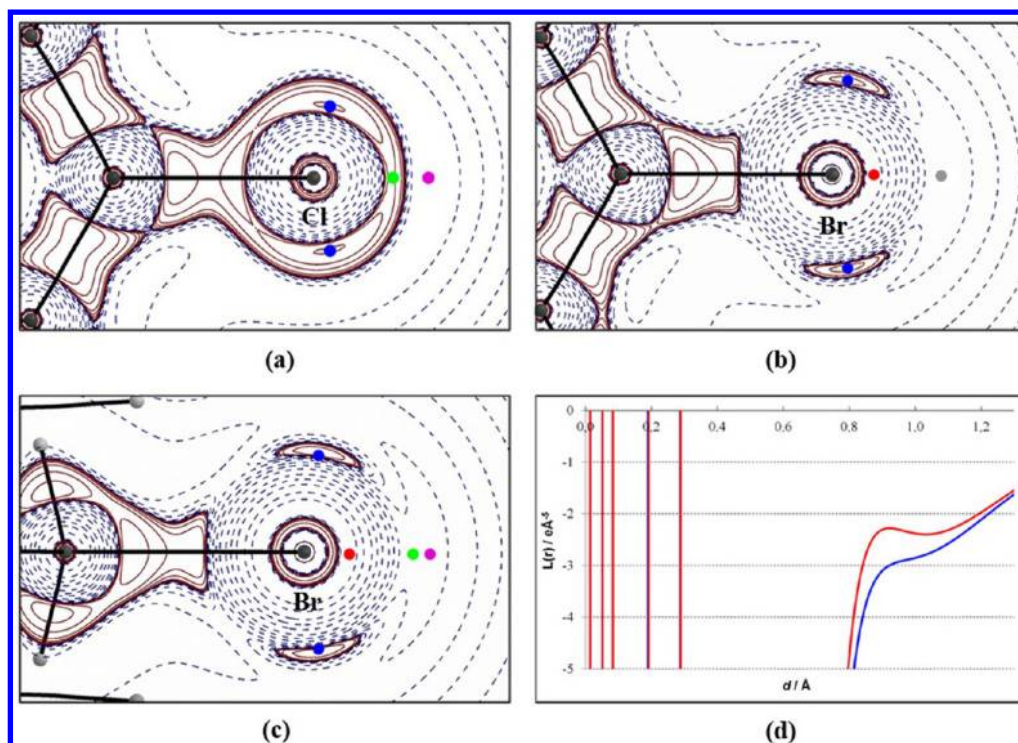 Cl
Br
(a)
(b)
Br
0
0,0
0,2
0,4
0,6
0,8
1,0
1,2
-1
-2
-3
-4
-5
L(r) / eÅ⁻⁵
d / Å
(c)
(d)